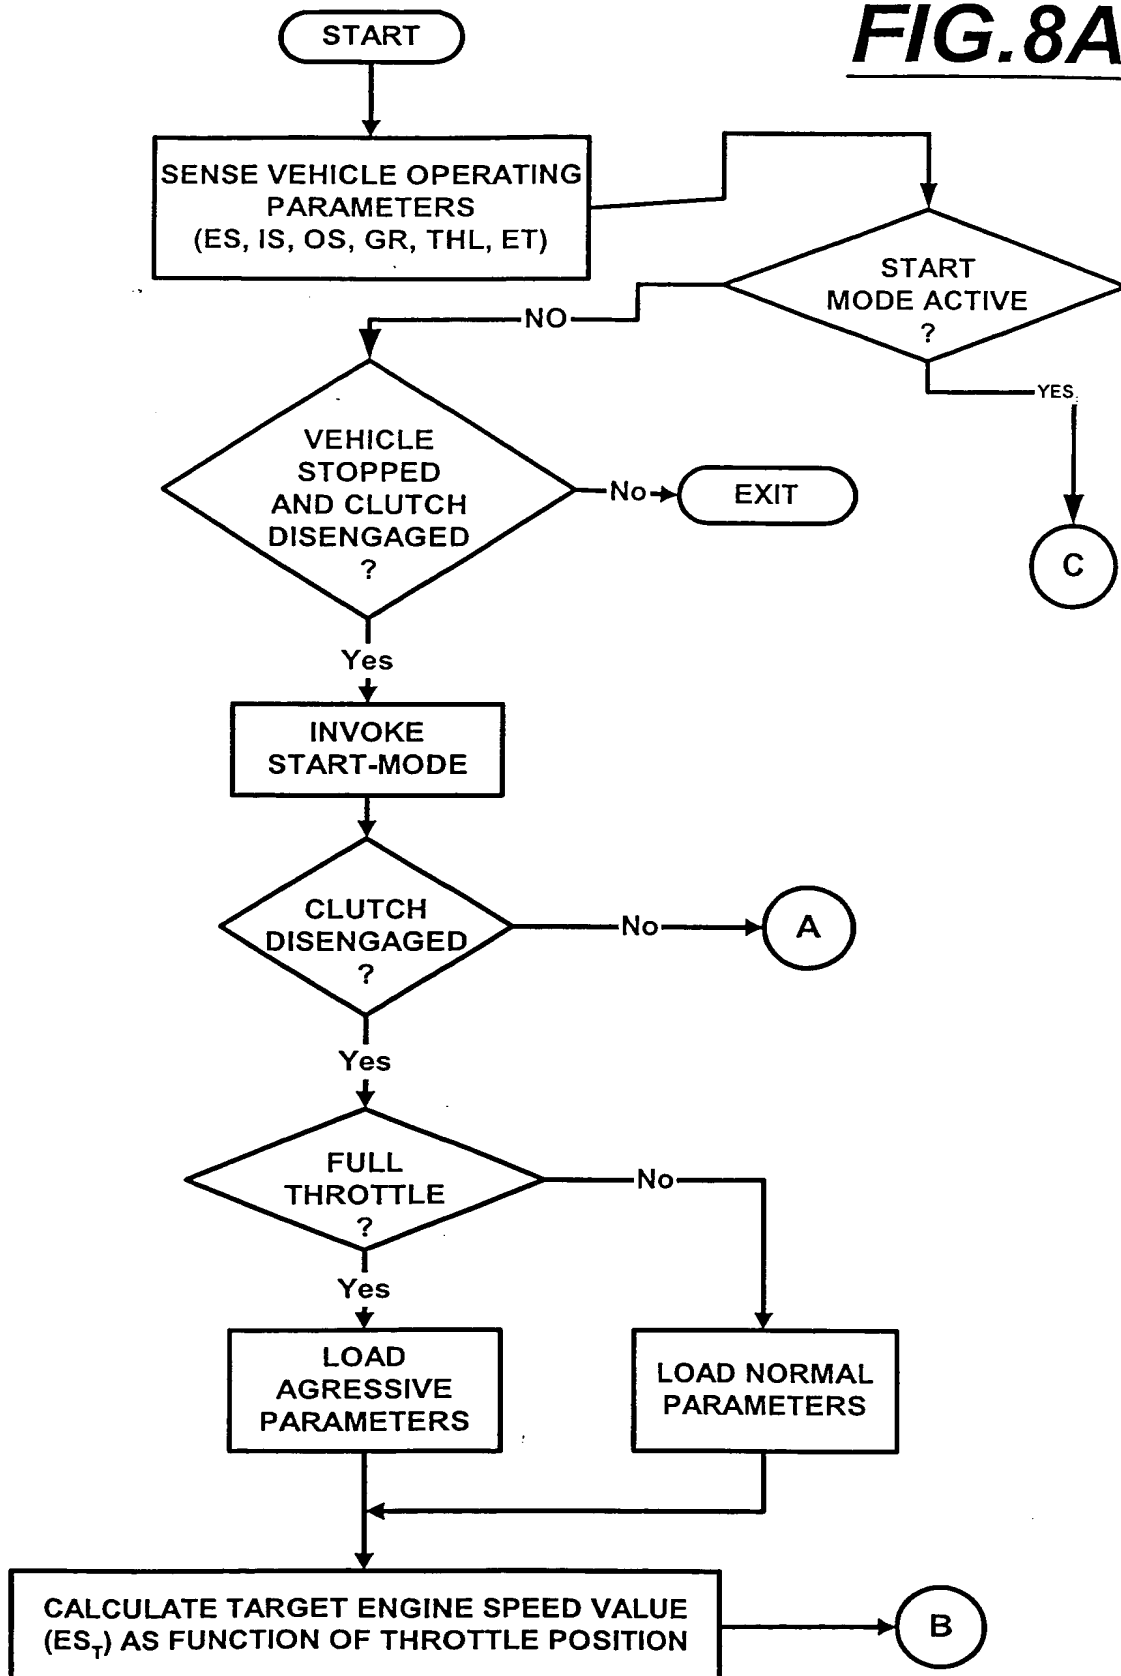 FIG.8A
START
SENSE VEHICLE OPERATING
PARAMETERS
(ES, IS, OS, GR, THL, ET)
START
MODE ACTIVE
?
NO
YES
VEHICLE
STOPPED
AND CLUTCH
DISENGAGED
?
No
EXIT
C
Yes
INVOKE
START-MODE
CLUTCH
DISENGAGED
?
No
A
Yes
FULL
THROTTLE
?
No
Yes
LOAD
AGRESSIVE
PARAMETERS
LOAD NORMAL
PARAMETERS
CALCULATE TARGET ENGINE SPEED VALUE
(ES_T) AS FUNCTION OF THROTTLE POSITION
B